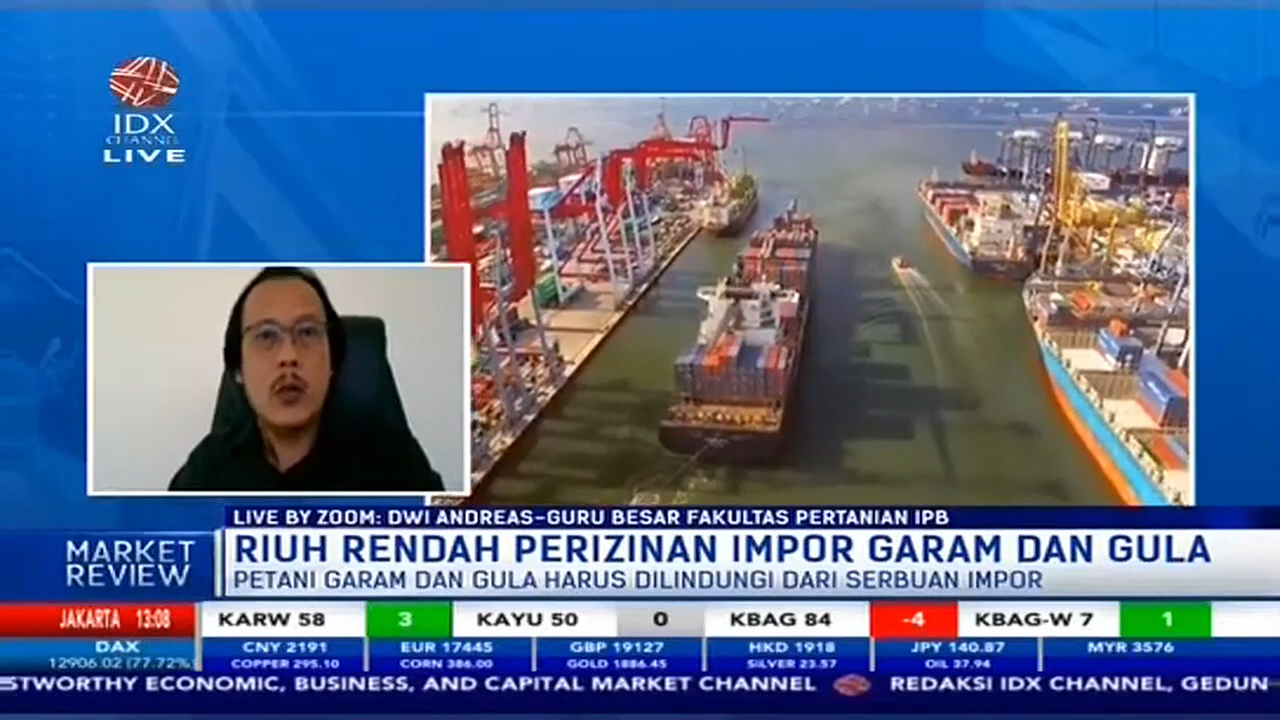 IDX
CHANNEL
LIVE
LIVE BY ZOOM: DWI ANDREAS-GURU BESAR FAKULTAS PERTANIAN IPB
MARKET REVIEW
RIUH RENDAH PERIZINAN IMPOR GARAM DAN GULA
PETANI GARAM DAN GULA HARUS DILINDUNGI DARI SERBUAN IMPOR
JAKARTA 13:08 KARW 58 3 KAYU 50 0 KBAG 84 -4 KBAG-W 7 1
DAX CNY 2191 EUR 17445 GBP 19127 HKD 1918 JPY 140.87 MYR 3576
12906.02 (77.72%) COPPER 295.10 CORN 386.00 GOLD 1886.45 SILVER 23.57 OIL 37.94
STWORTHY ECONOMIC, BUSINESS, AND CAPITAL MARKET CHANNEL REDAKSI IDX CHANNEL, GEDUN